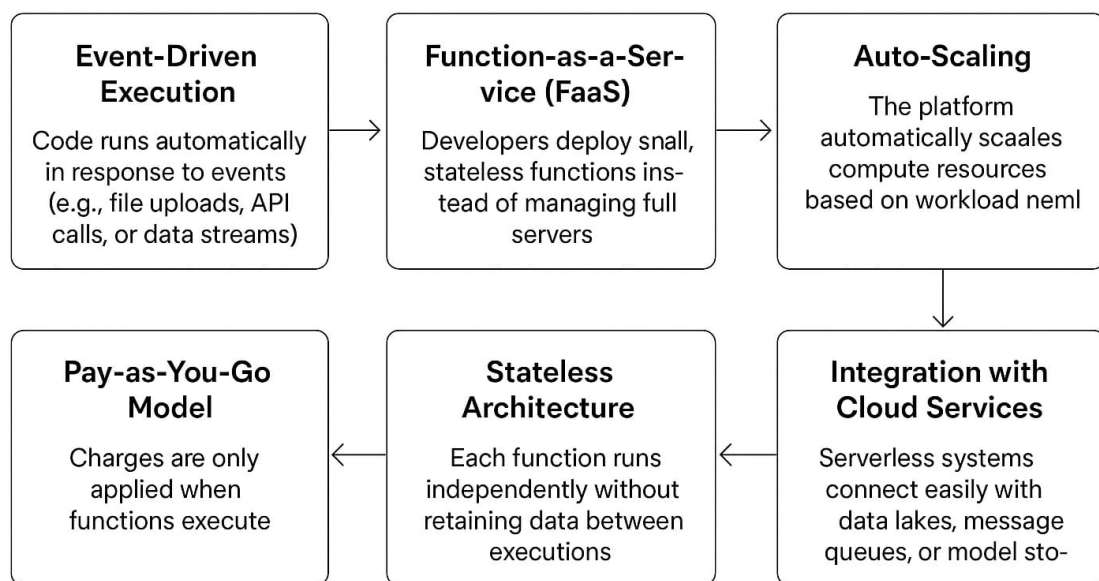 Event-Driven
Execution
Code runs automatically
in response to events
(e.g., file uploads, API
calls, or data streams)
Function-as-a-Ser-
vice (FaaS)
Developers deploy snall,
stateless functions ins-
tead of managing full
servers
Auto-Scaling
The platform
automatically scaales
compute resources
based on workload neml
Pay-as-You-Go
Model
Charges are only
applied when
functions execute
Stateless
Architecture
Each function runs
independently without
retaining data between
executions
Integration with
Cloud Services
Serverless systems
connect easily with
data lakes, message
queues, or model sto-